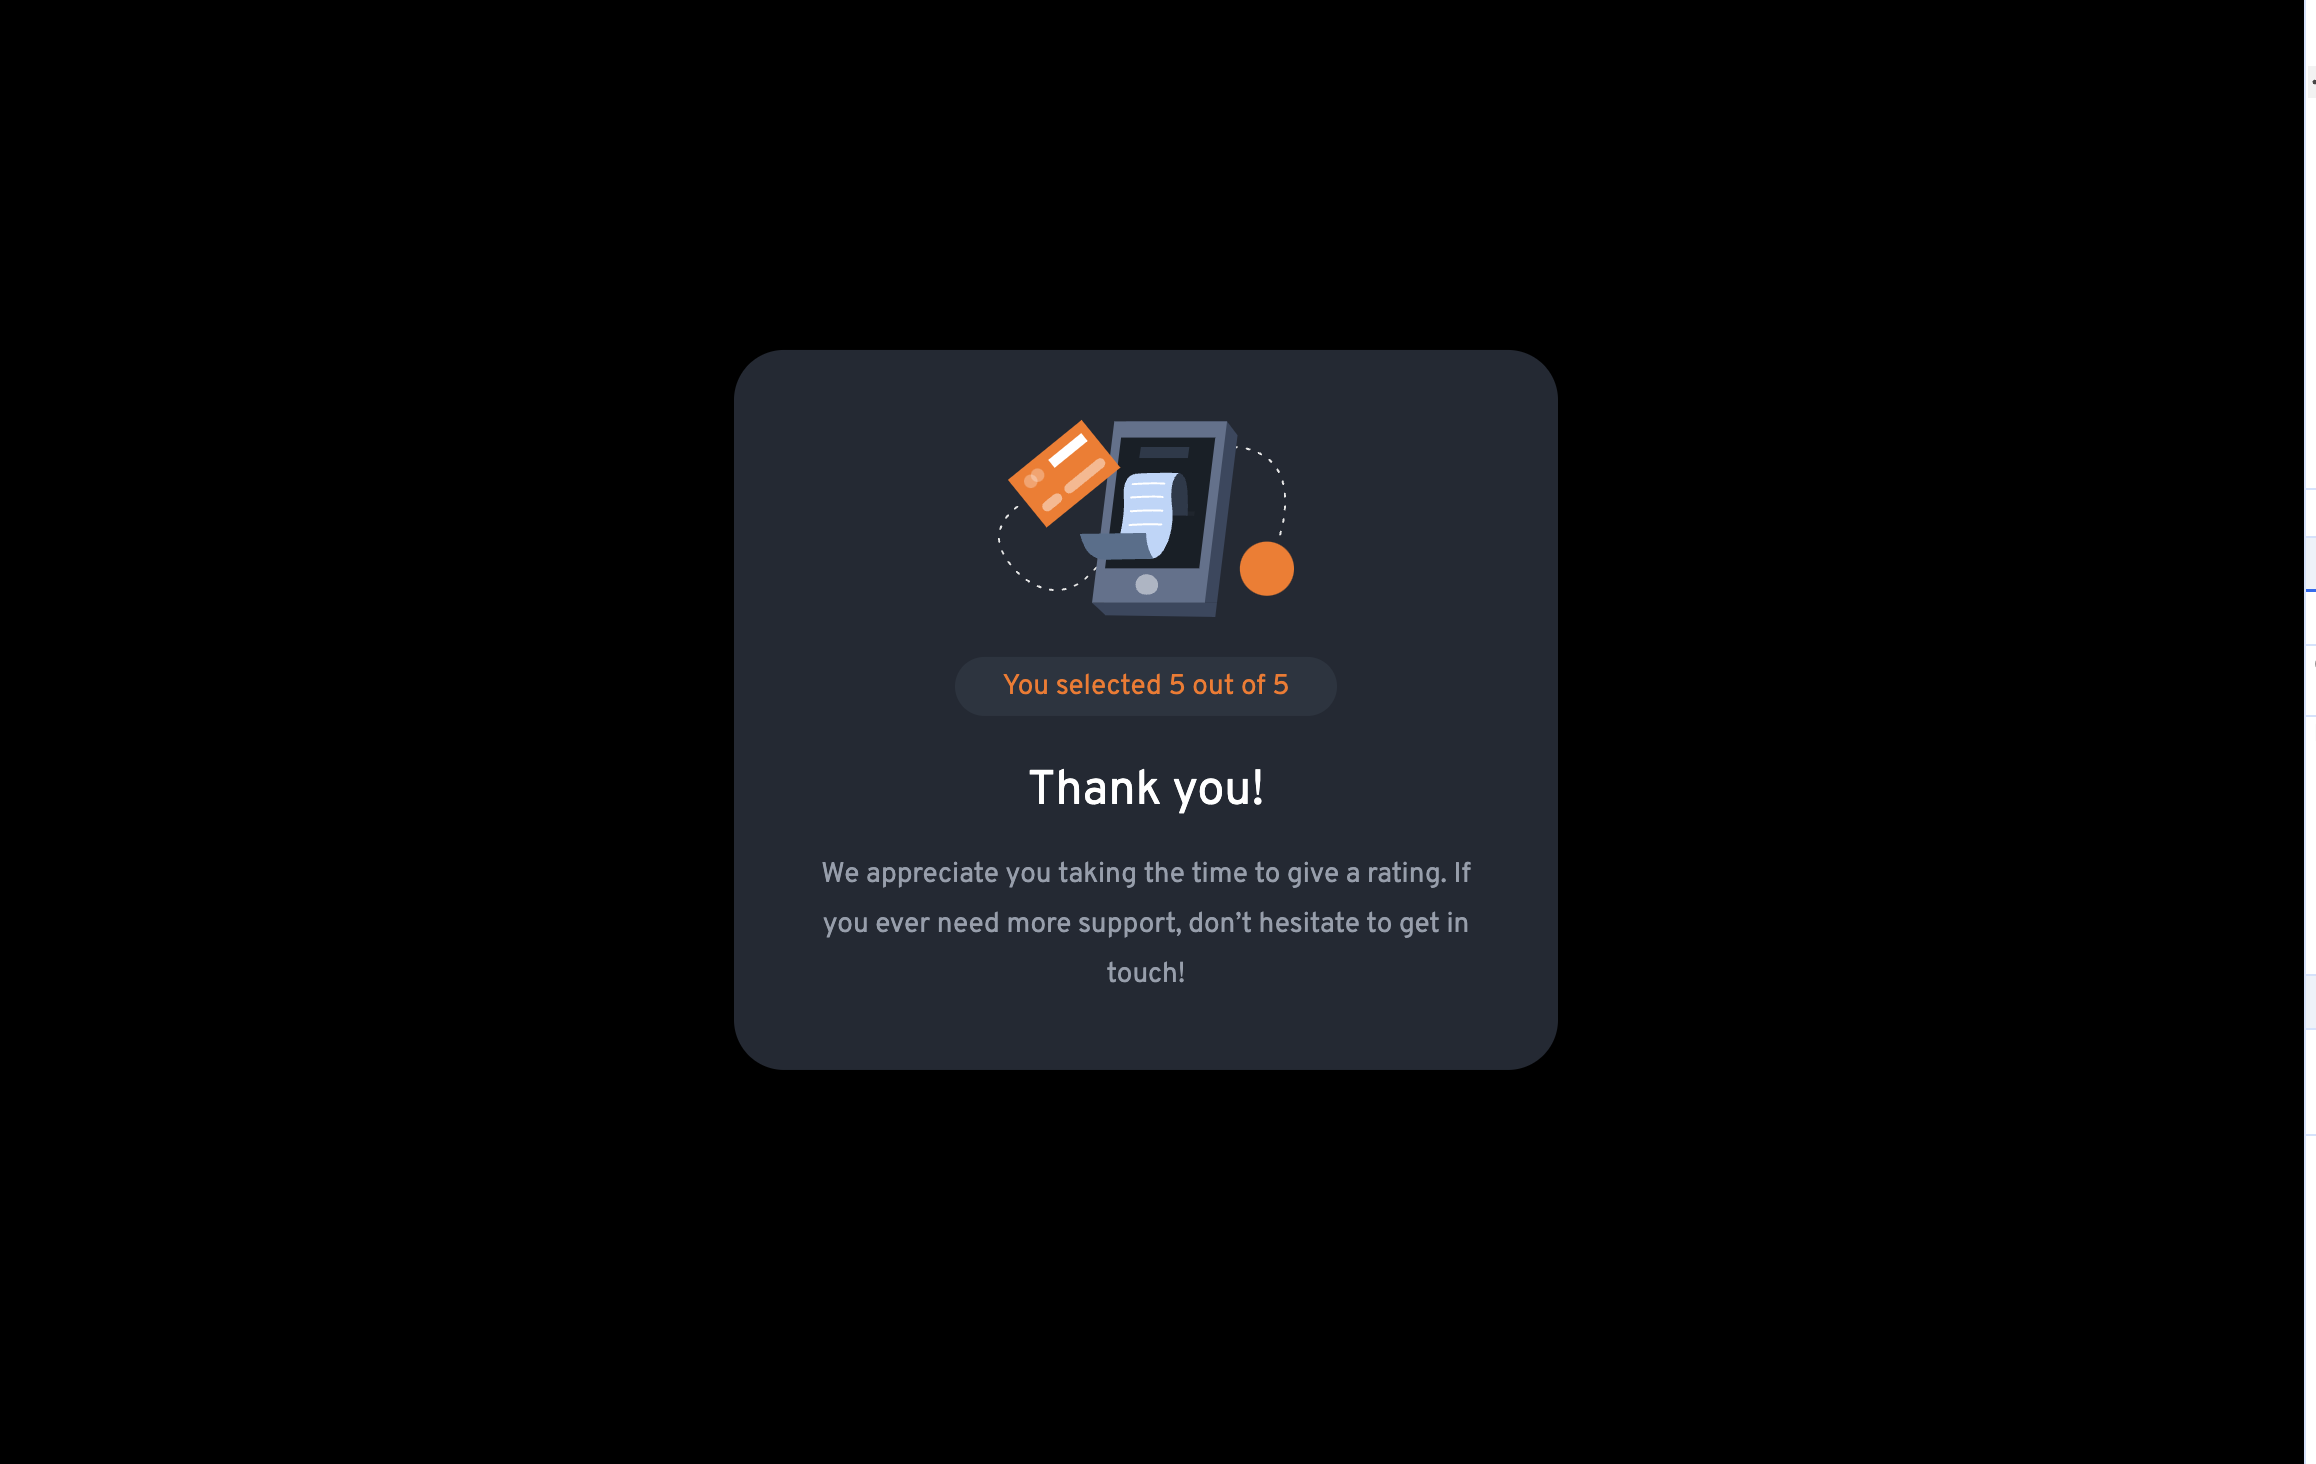 You selected 5 out of 5
Thank you!
We appreciate you taking the time to give a rating. If
you ever need more support, don’t hesitate to get in
touch!